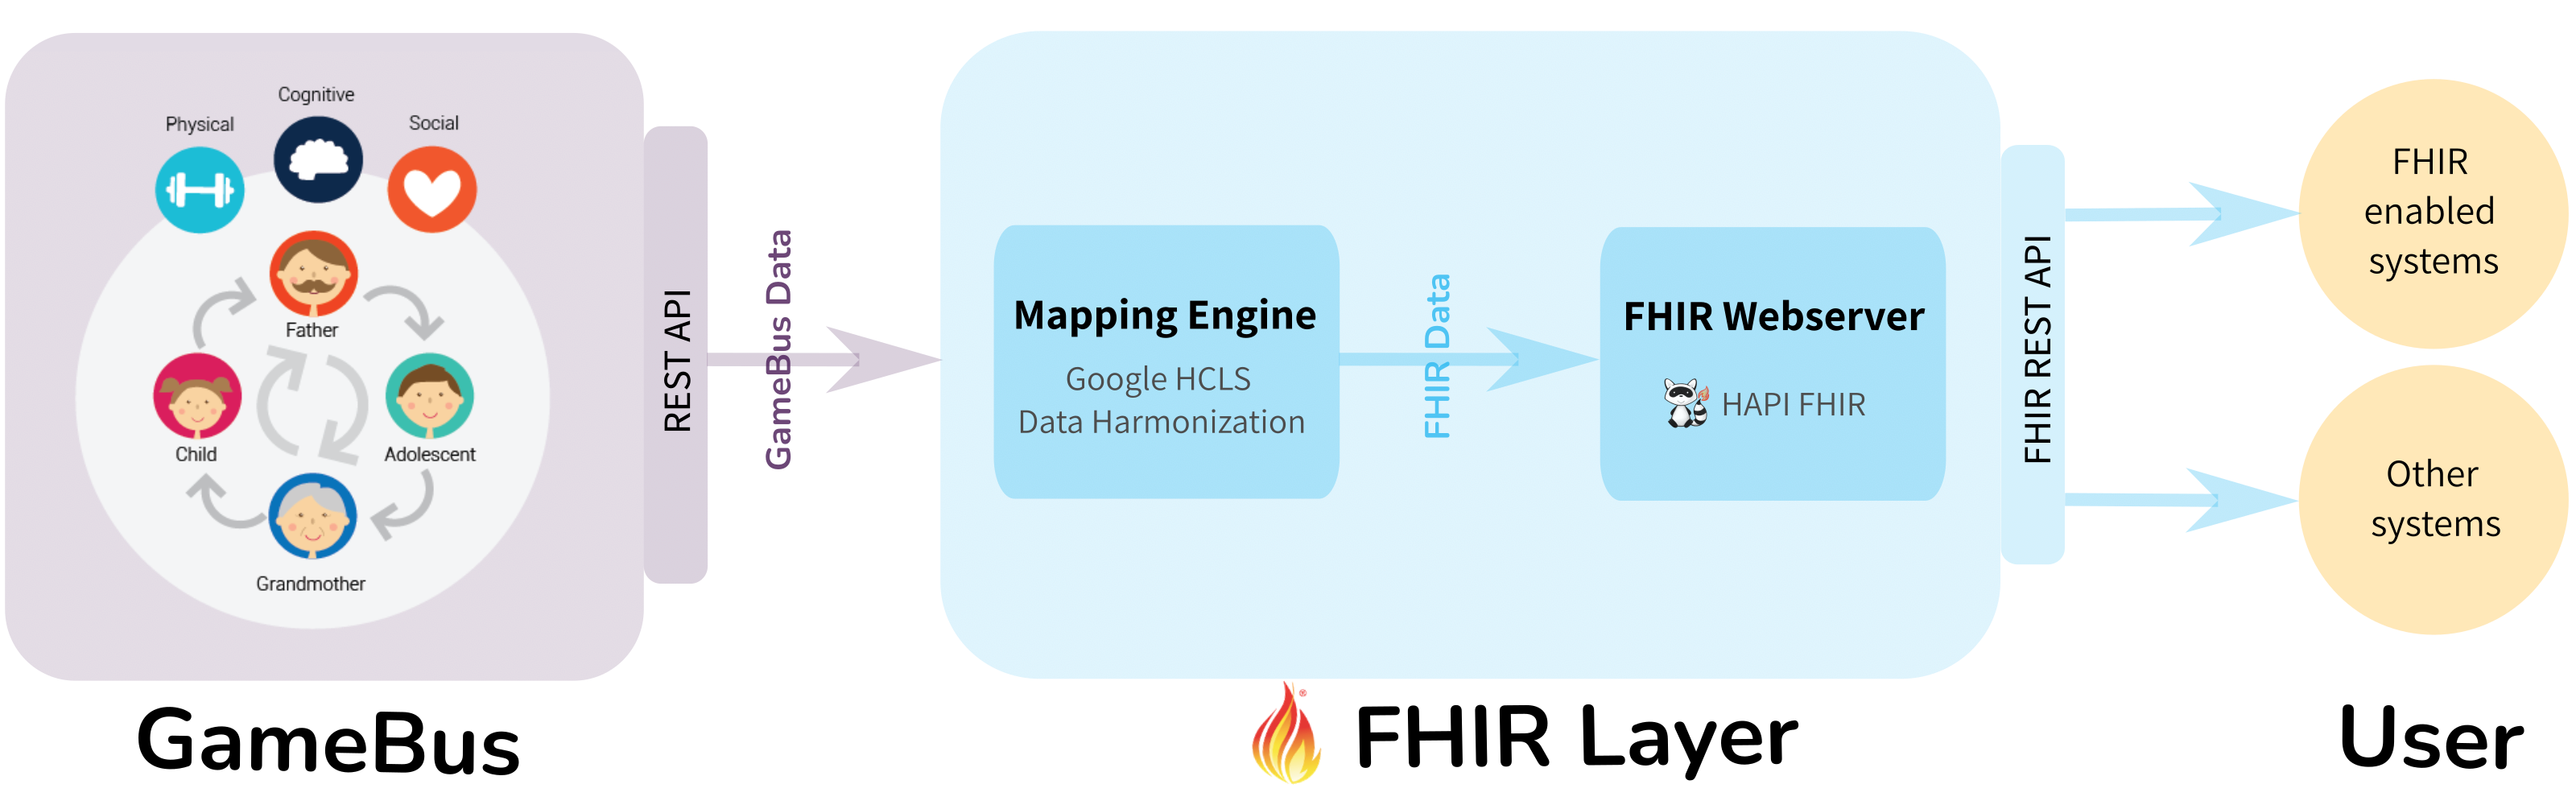 Cognitive
Physical
Social
Father
Child
Adolescent
Grandmother
GameBus
REST API
GameBus Data
Mapping Engine
Google HCLS
Data Harmonization
FHIR Data
FHIR Webserver
HAPI FHIR
®
FHIR Layer
FHIR REST API
FHIR
enabled
systems
Other
systems
User